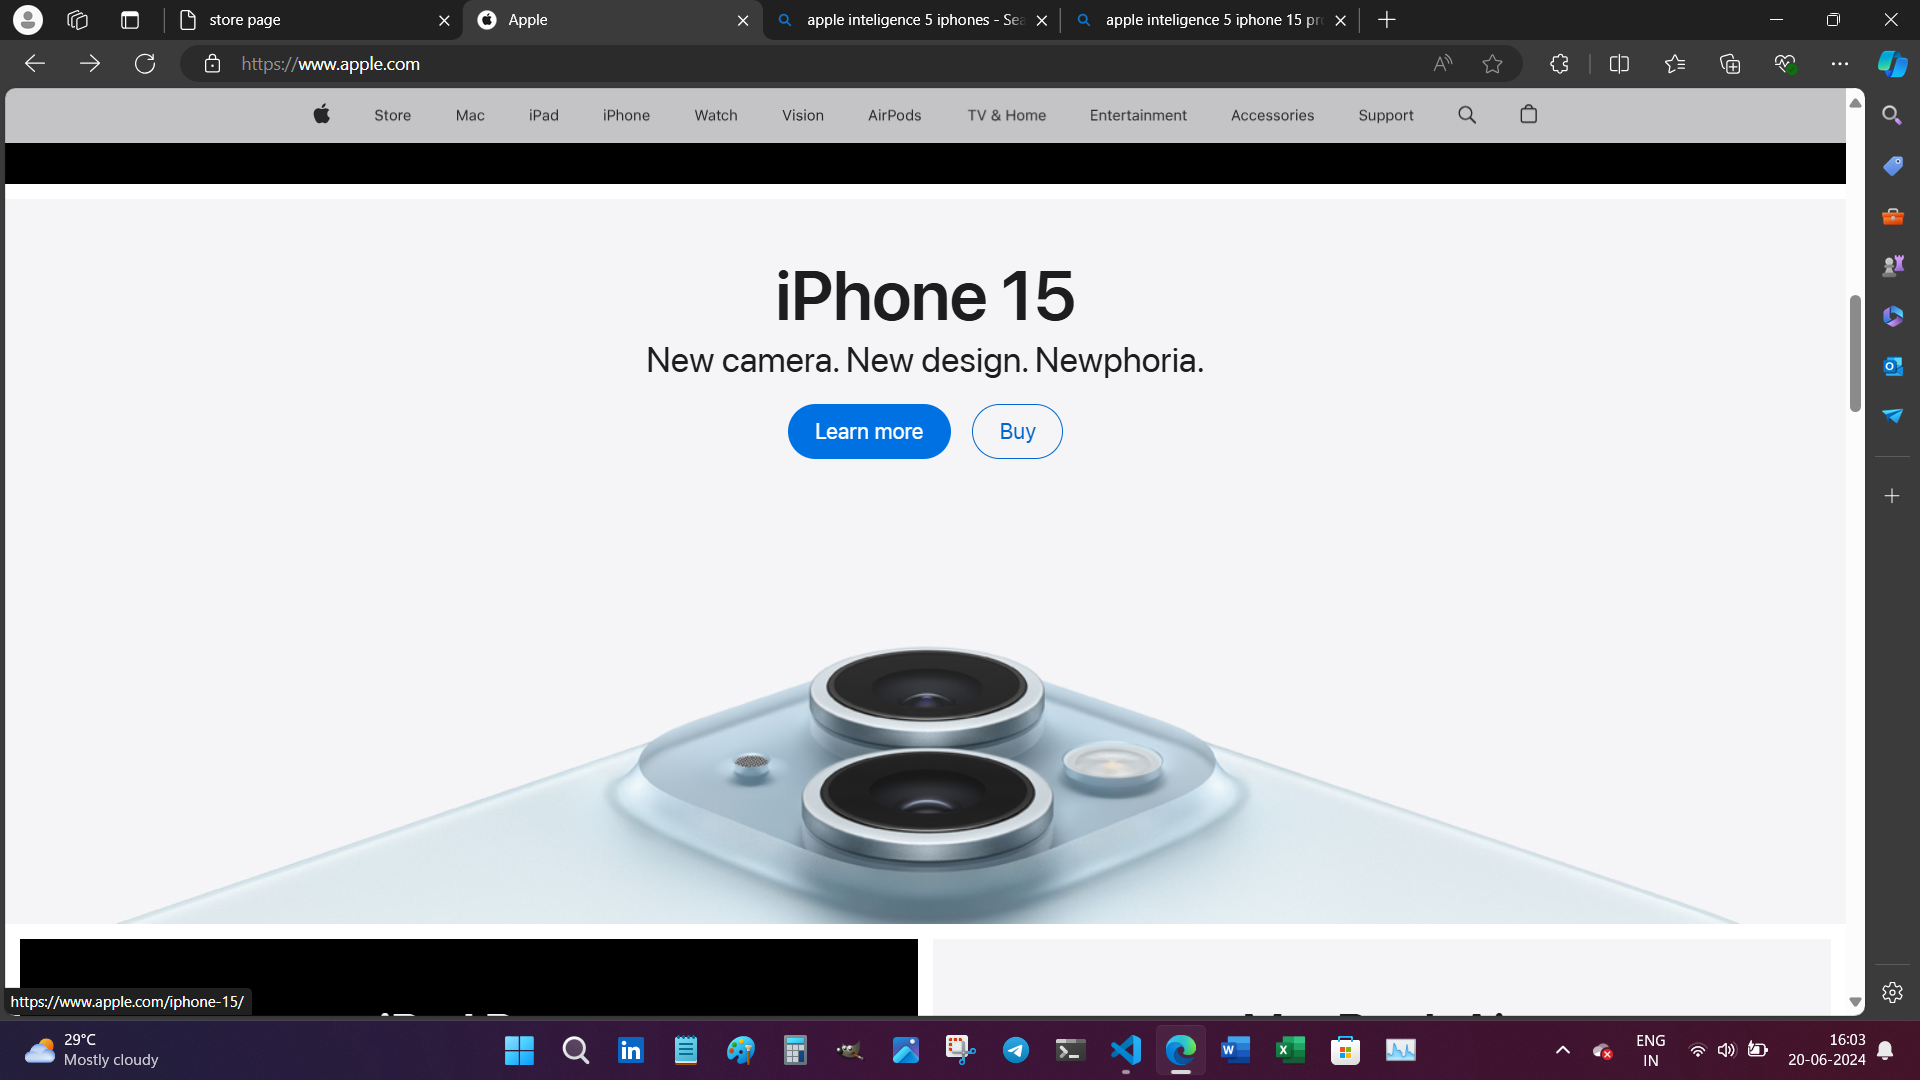 store page
Apple
apple inteligence 5 iphones - Sea
apple inteligence 5 iphone 15 pro
https://www.apple.com
Store
Mac
iPad
iPhone
Watch
Vision
AirPods
TV & Home
Entertainment
Accessories
Support
iPhone 15
New camera. New design. Newphoria.
Learn more
Buy
https://www.apple.com/iphone-15/
29°C
Mostly cloudy
ENG
IN
16:03
20-06-2024